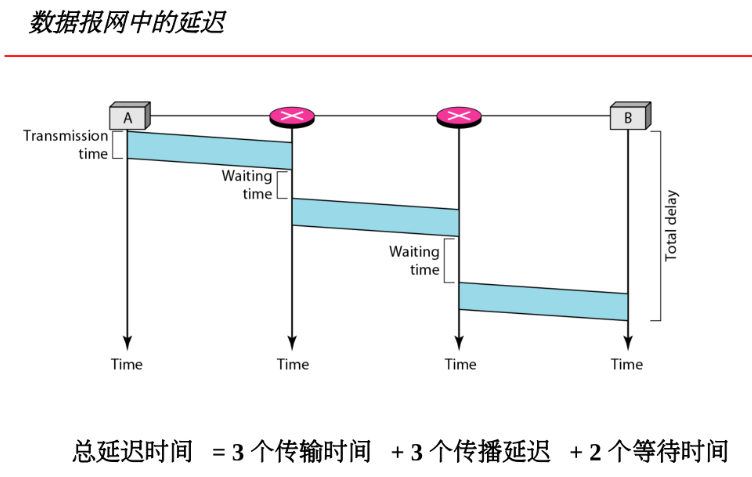 数据报网中的延迟
A
B
Transmission
time
Waiting
time
Waiting
time
Total delay
Time
Time
Time
Time
总延迟时间 = 3 个传输时间 + 3 个传播延迟 + 2 个等待时间